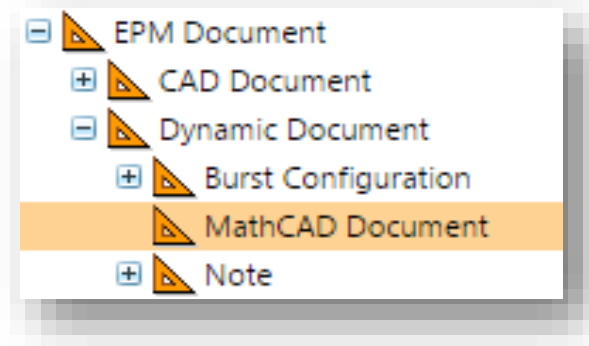 EPM Document
CAD Document
Dynamic Document
Burst Configuration
MathCAD Document
Note